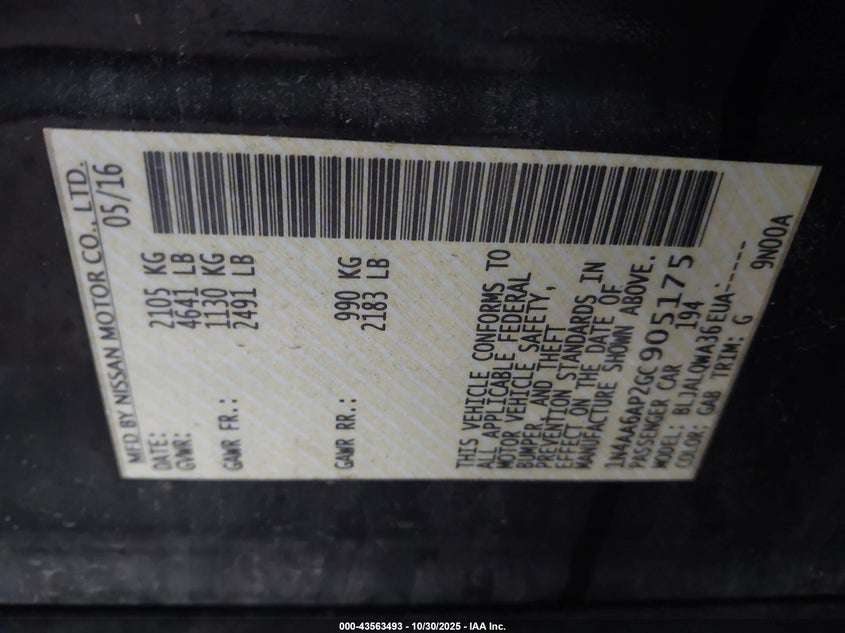 MFD BY NISSAN MOTOR CO., LTD.
DATE: 05/16
GVWR: 2105 KG
4641 LB
GAWR FR.: 1130 KG
2491 LB
GAWR RR.: 990 KG
2183 LB
THIS VEHICLE CONFORMS TO
ALL APPLICABLE FEDERAL
MOTOR VEHICLE SAFETY,
BUMPER, AND THEFT
PREVENTION STANDARDS IN
EFFECT ON THE DATE OF
MANUFACTURE SHOWN ABOVE.
1N4AA6AP2GC905175
PASSENGER CAR 194
MODEL: BLJALQWA36EUA-----
COLOR: GAB TRIM: G 9N00A
000-43563493 - 10/30/2025 - IAA Inc.